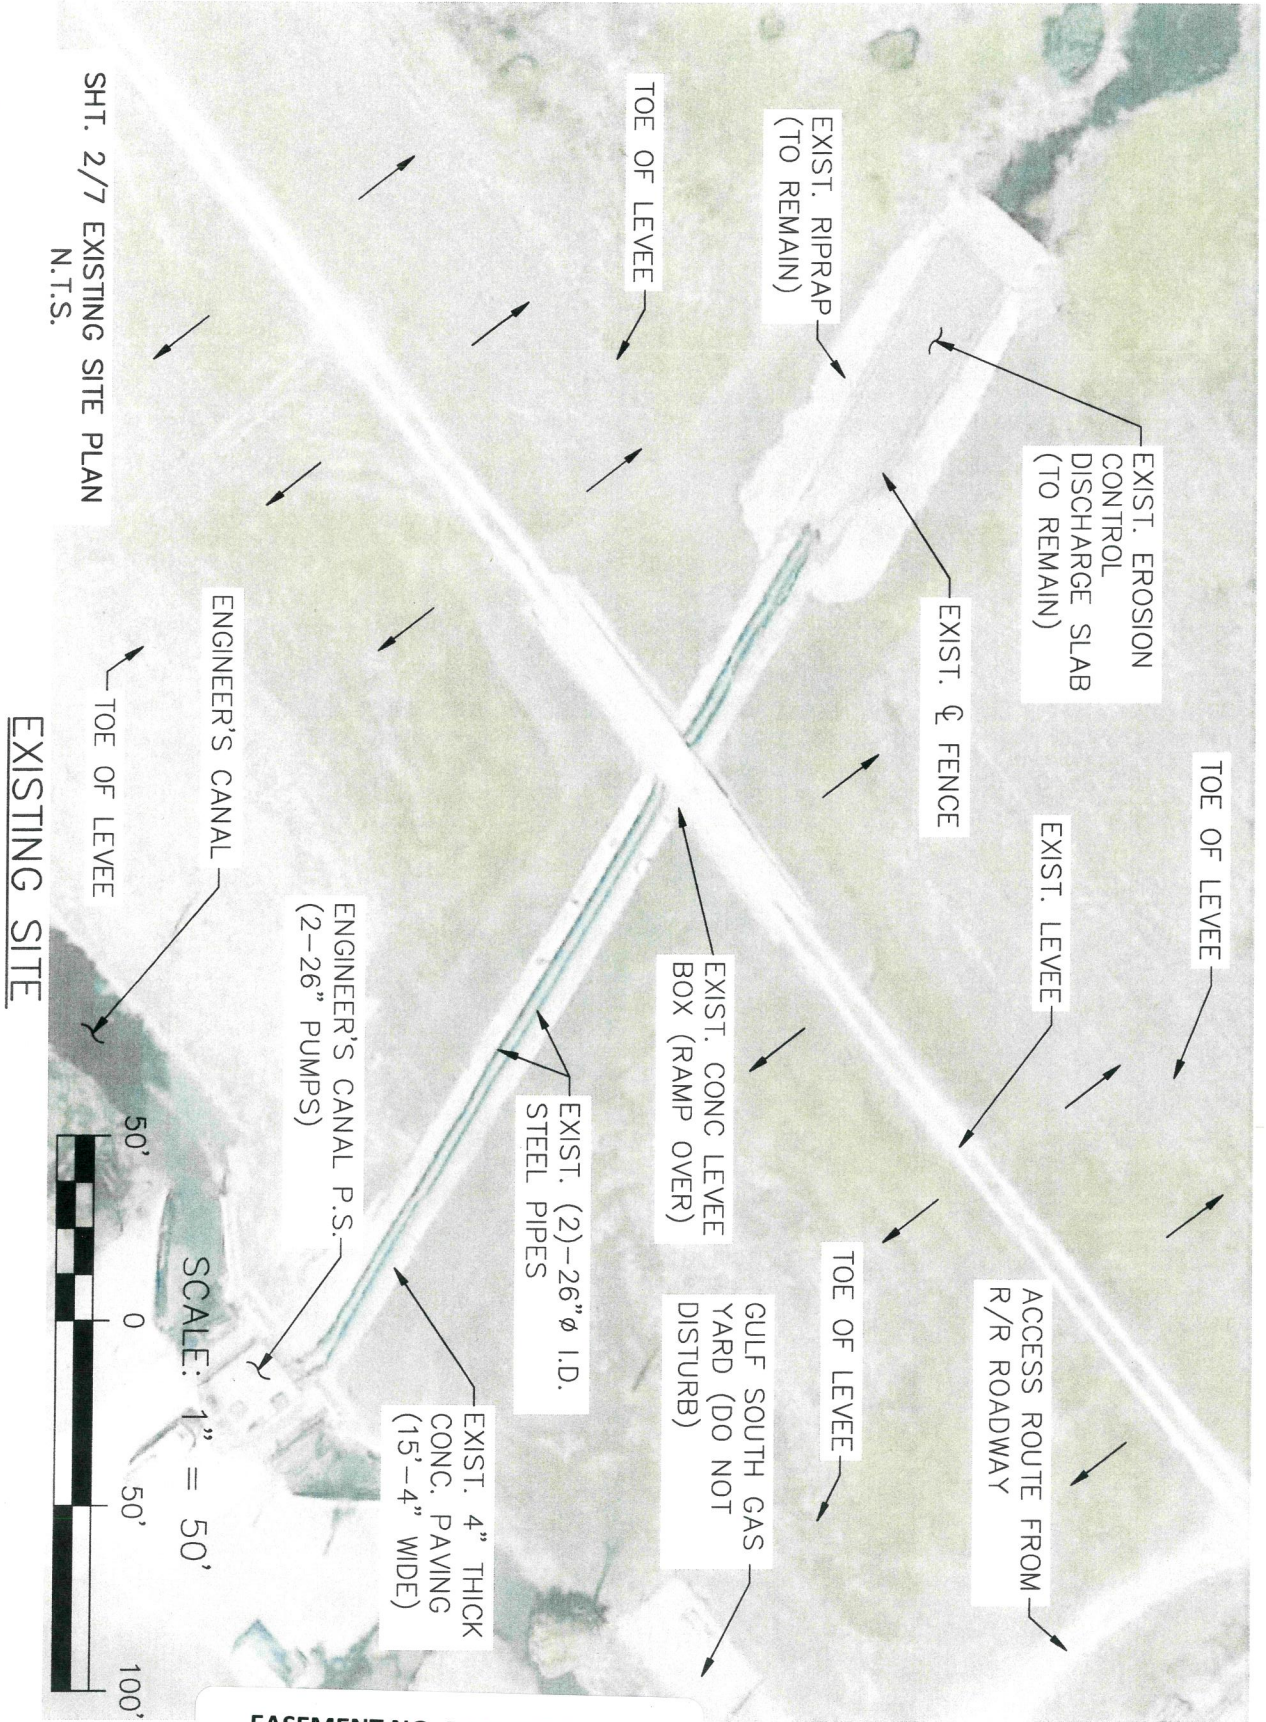 TOE OF LEVEE
EXIST. RIPRAP
(TO REMAIN)
EXIST. EROSION
CONTROL
DISCHARGE SLAB
(TO REMAIN)
EXIST. ℄ FENCE
TOE OF LEVEE
EXIST. LEVEE
EXIST. CONC LEVEE
BOX (RAMP OVER)
EXIST. (2)-26"ø I.D.
STEEL PIPES
ACCESS ROUTE FROM
R/R ROADWAY
TOE OF LEVEE
GULF SOUTH GAS
YARD (DO NOT
DISTURB)
EXIST. 4" THICK
CONC. PAVING
(15'-4" WIDE)
ENGINEER'S CANAL P.S.
(2-26" PUMPS)
ENGINEER'S CANAL
TOE OF LEVEE
SHT. 2/7 EXISTING SITE PLAN
N.T.S.
SCALE: 1" = 50'
50' 0 50' 100'
EXISTING SITE